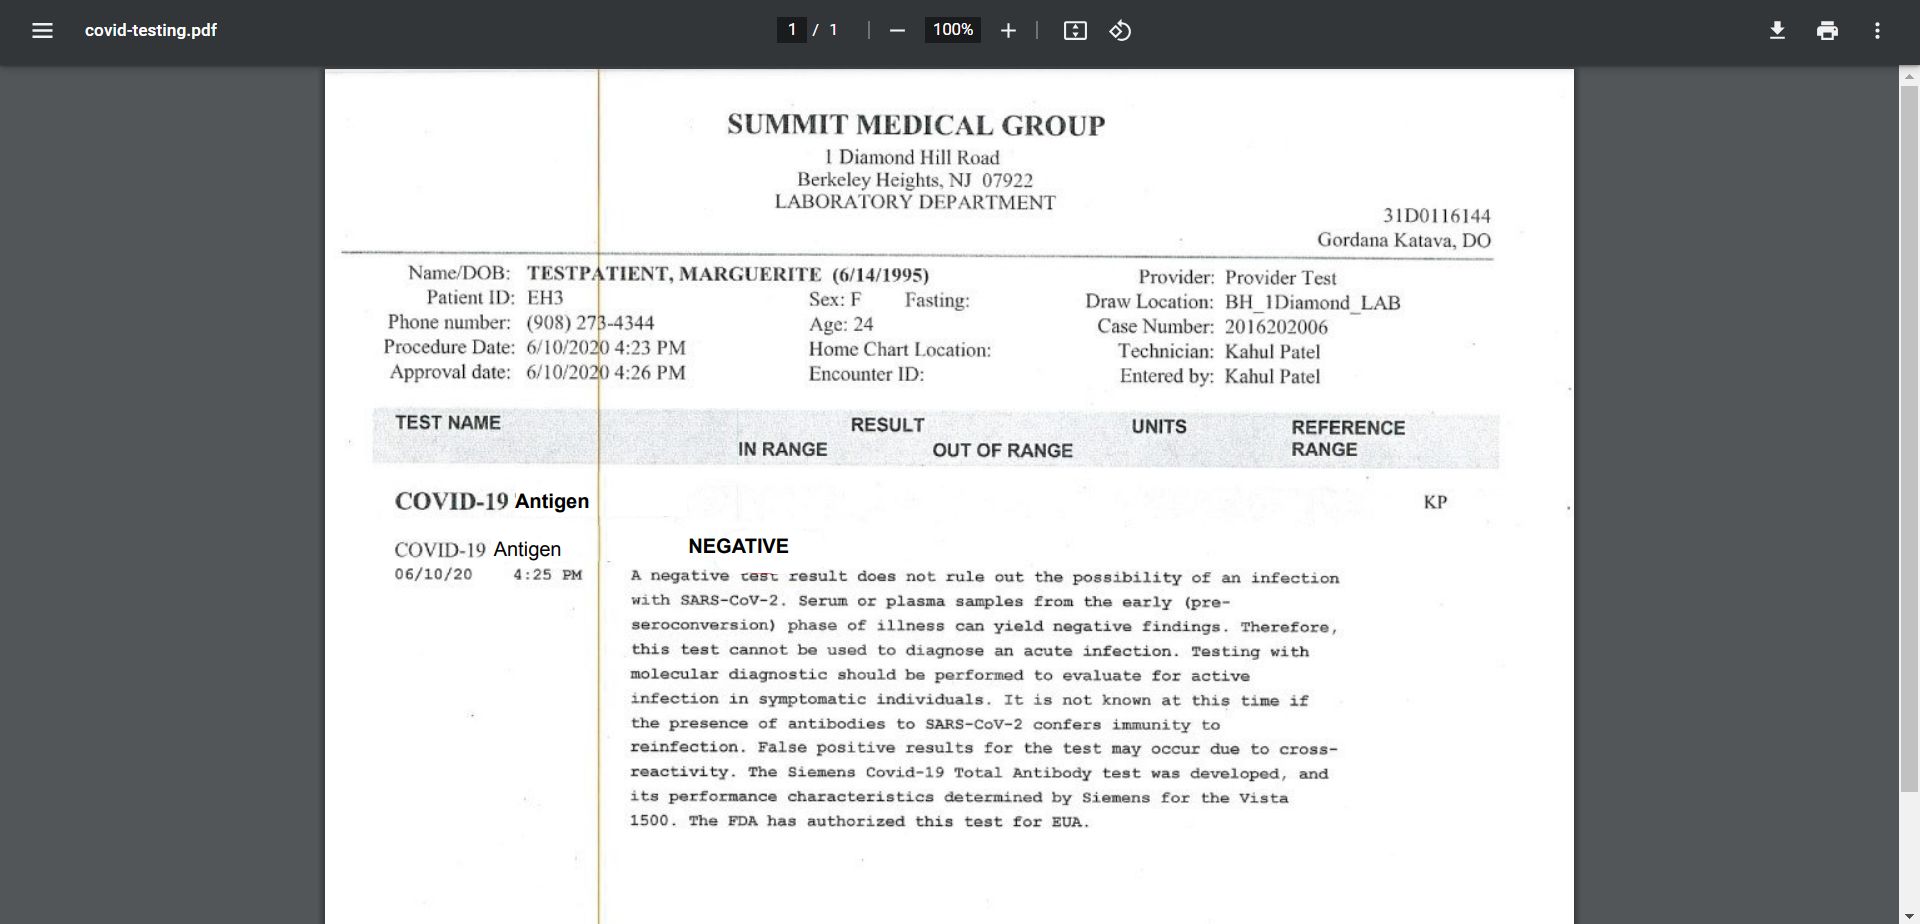 covid-testing.pdf
1 / 1
100%
SUMMIT MEDICAL GROUP
1 Diamond Hill Road
Berkeley Heights, NJ 07922
LABORATORY DEPARTMENT
31D0116144
Gordana Katava, DO
Name/DOB: TESTPATIENT, MARGUERITE (6/14/1995)
Patient ID: EH3
Phone number: (908) 273-4344
Procedure Date: 6/10/2020 4:23 PM
Approval date: 6/10/2020 4:26 PM
Sex: F Fasting:
Age: 24
Home Chart Location:
Encounter ID:
Provider: Provider Test
Draw Location: BH_1Diamond_LAB
Case Number: 2016202006
Technician: Kahul Patel
Entered by: Kahul Patel
TEST NAME RESULT UNITS REFERENCE
IN RANGE OUT OF RANGE RANGE
COVID-19 Antigen KP
COVID-19 Antigen NEGATIVE
06/10/20 4:25 PM
A negative test result does not rule out the possibility of an infection
with SARS-CoV-2. Serum or plasma samples from the early (pre-
seroconversion) phase of illness can yield negative findings. Therefore,
this test cannot be used to diagnose an acute infection. Testing with
molecular diagnostic should be performed to evaluate for active
infection in symptomatic individuals. It is not known at this time if
the presence of antibodies to SARS-CoV-2 confers immunity to
reinfection. False positive results for the test may occur due to cross-
reactivity. The Siemens Covid-19 Total Antibody test was developed, and
its performance characteristics determined by Siemens for the Vista
1500. The FDA has authorized this test for EUA.